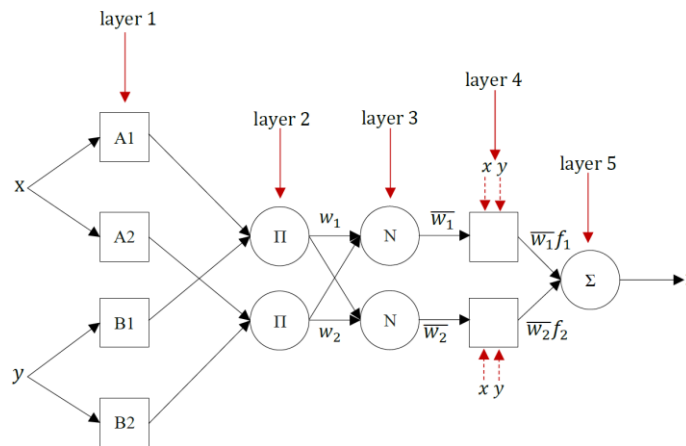 layer 1
layer 2
layer 3
layer 4
layer 5
x
y
A1
A2
B1
B2
Π
Π
w₁
w₂
N
N
w̅₁
w̅₂
x y
x y
w̅₁f₁
w̅₂f₂
Σ